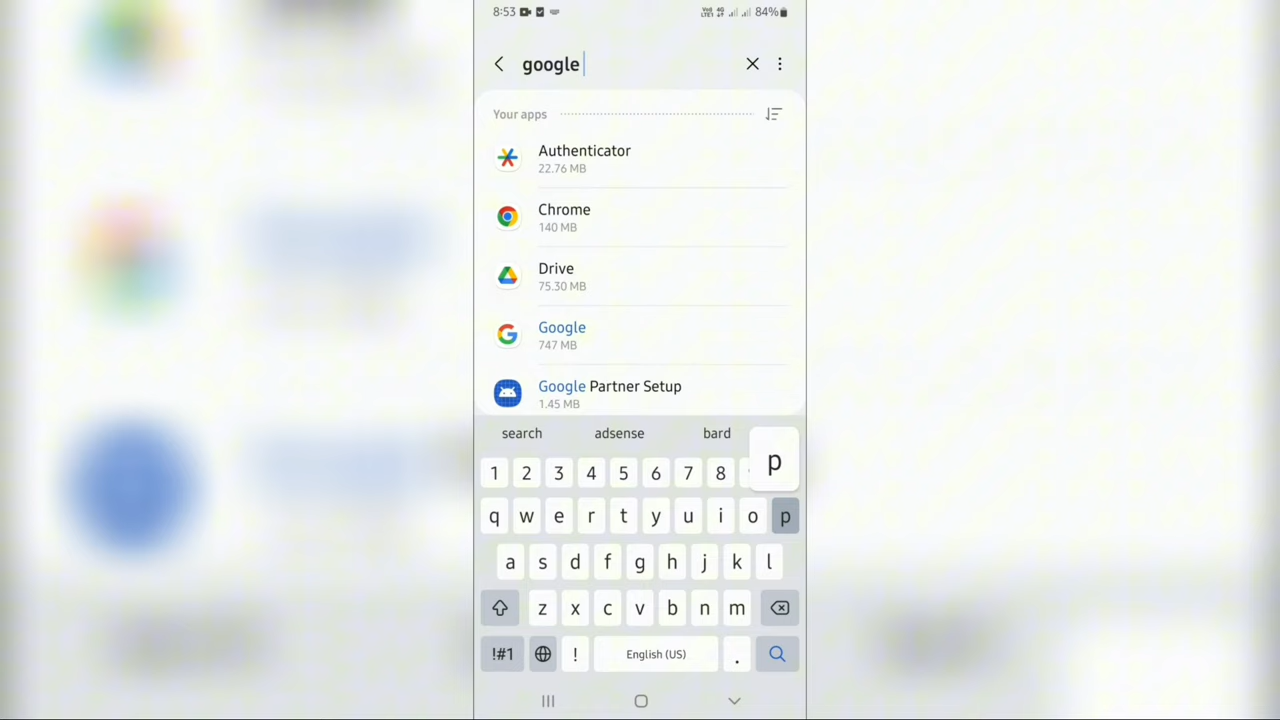 8:53 84%
google
Your apps
Authenticator
22.76 MB
Chrome
140 MB
Drive
75.30 MB
Google
747 MB
Google Partner Setup
1.45 MB
search adsense bard
p
1 2 3 4 5 6 7 8
q w e r t y u i o p
a s d f g h j k l
z x c v b n m
!#1 ! English (US) .